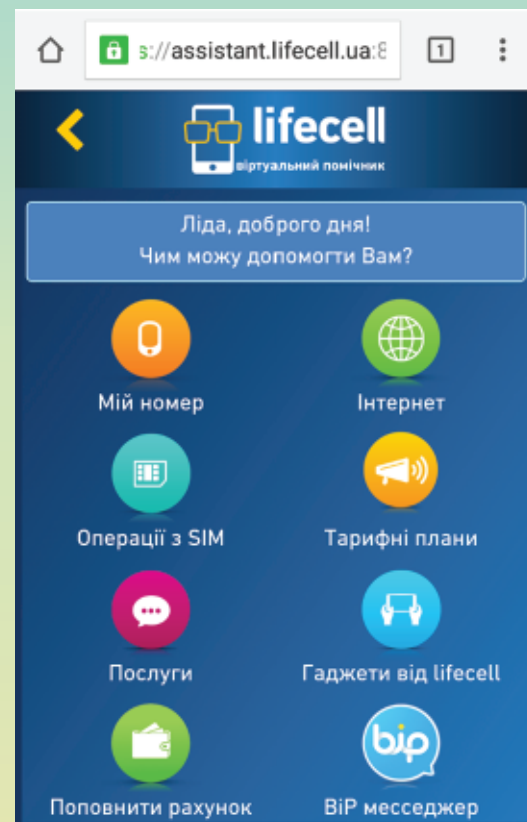 s://assistant.lifecell.ua:8
1
lifecell
віртуальний помічник
Ліда, доброго дня!
Чим можу допомогти Вам?
Мій номер
Інтернет
Операції з SIM
Тарифні плани
Послуги
Гаджети від lifecell
bip
Поповнити рахунок
BiP месседжер